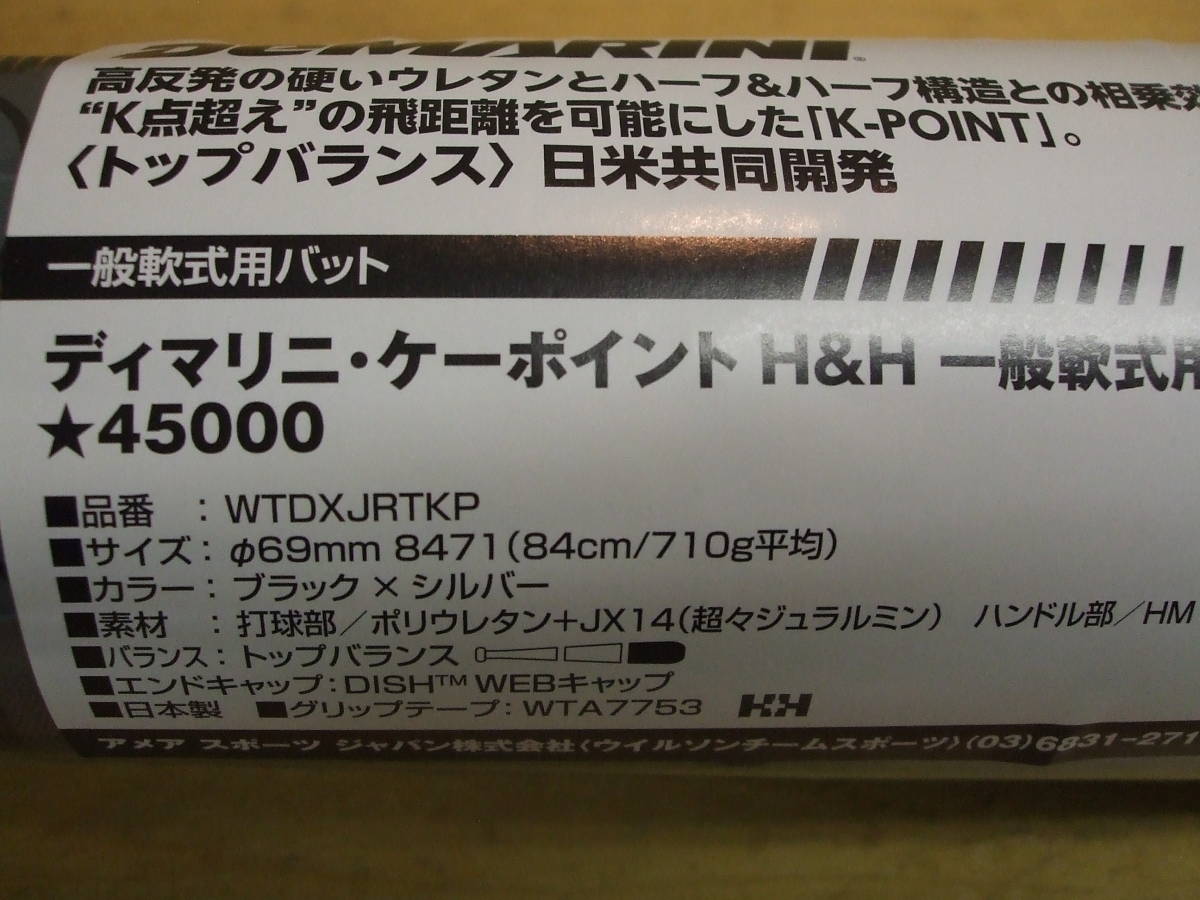 DEMARINI
高反発の硬いウレタンとハーフ&ハーフ構造との相乗効
“K点超え”の飛距離を可能にした「K-POINT」。
〈トップバランス〉日米共同開発
一般軟式用バット
ディマリニ・ケーポイント H&H 一般軟式用
★45000
■品番 : WTDXJRTKP
■サイズ : φ69mm 8471(84cm/710g平均)
■カラー : ブラック × シルバー
■素材 : 打球部/ポリウレタン+JX14(超々ジュラルミン) ハンドル部/HM
■バランス : トップバランス
■エンドキャップ : DISH™ WEBキャップ
■日本製 ■グリップテープ : WTA7753 H&H
アメア スポーツ ジャパン株式会社〈ウイルソンチームスポーツ〉(03)6831-271